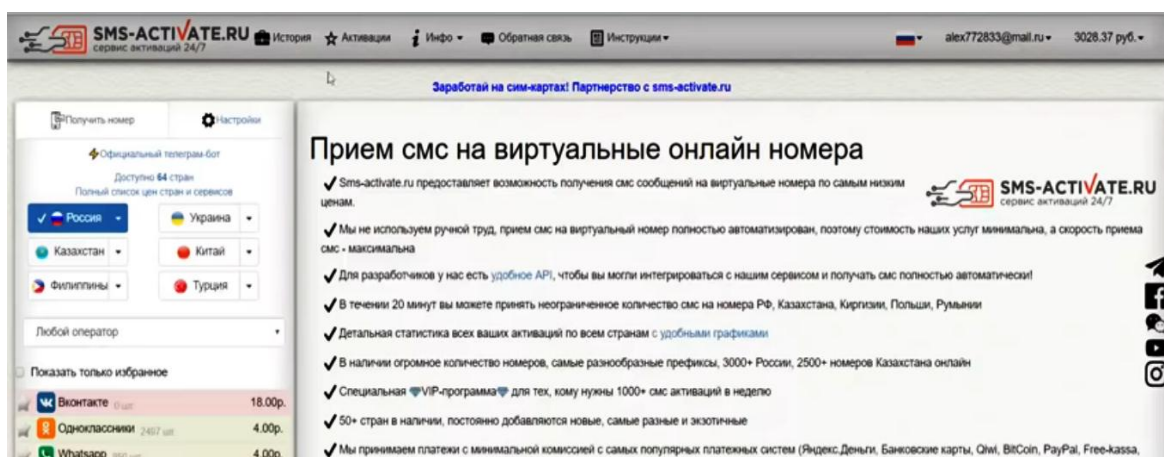 SMS-ACTIVATE.RU
сервис активаций 24/7
История Активации Инфо Обратная связь Инструкции
alex772833@mail.ru 3028.37 руб.
Заработай на сим-картах! Партнерство с sms-activate.ru
Получить номер Настройки
Официальный телеграм-бот
Доступно 64 стран
Полный список цен стран и сервисов
Россия Украина
Казахстан Китай
Филиппины Турция
Любой оператор
Показать только избранное
Вконтакте 0 шт 18.00р.
Одноклассники 2497 шт 4.00р.
Whatsapp 4.00р.
Прием смс на виртуальные онлайн номера
Sms-activate.ru предоставляет возможность получения смс сообщений на виртуальные номера по самым низким
ценам.
SMS-ACTIVATE.RU
сервис активаций 24/7
Мы не используем ручной труд, прием смс на виртуальный номер полностью автоматизирован, поэтому стоимость наших услуг минимальна, а скорость приема
смс - максимальна
Для разработчиков у нас есть удобное API, чтобы вы могли интегрироваться с нашим сервисом и получать смс полностью автоматически!
В течении 20 минут вы можете принять неограниченное количество смс на номера РФ, Казахстана, Киргизии, Польши, Румынии
Детальная статистика всех ваших активаций по всем странам с удобными графиками
В наличии огромное количество номеров, самые разнообразные префиксы, 3000+ России, 2500+ номеров Казахстана онлайн
Специальная VIP-программа для тех, кому нужны 1000+ смс активаций в неделю
50+ стран в наличии, постоянно добавляются новые, самые разные и экзотичные
Мы принимаем платежи с минимальной комиссией с самых популярных платежных систем (Яндекс.Деньги, Банковские карты, Qiwi, BitCoin, PayPal, Free-kassa,